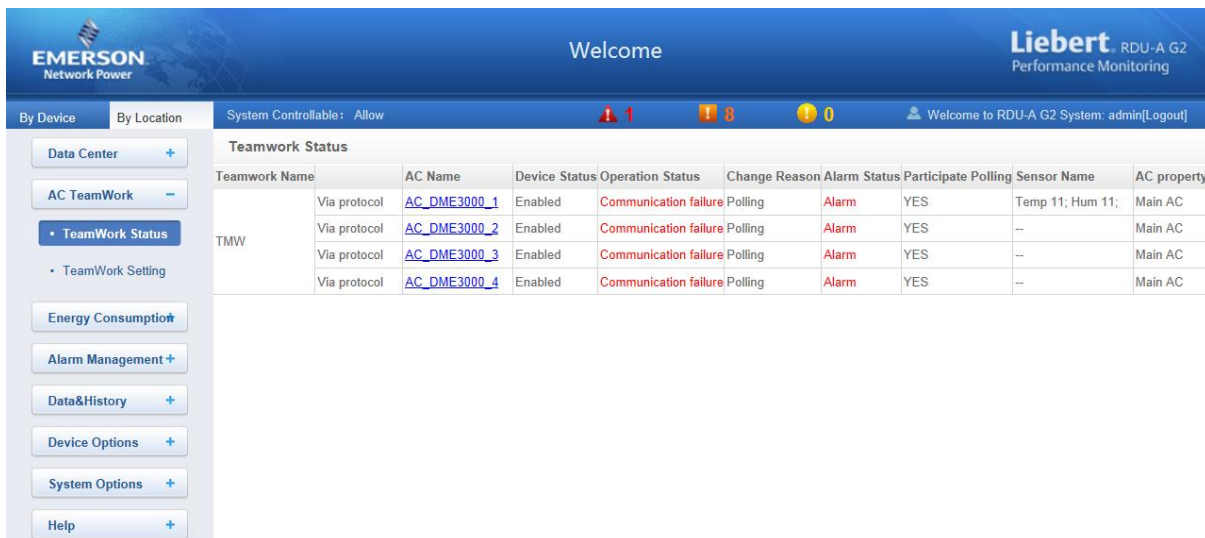 EMERSON.
Network Power
Welcome
Liebert. RDU-A G2
Performance Monitoring
By Device By Location System Controllable: Allow 1 8 0 Welcome to RDU-A G2 System: admin[Logout]
Data Center +
AC TeamWork −
• TeamWork Status
• TeamWork Setting
Energy Consumption+
Alarm Management +
Data&History +
Device Options +
System Options +
Help +
Teamwork Status
Teamwork Name AC Name Device Status Operation Status Change Reason Alarm Status Participate Polling Sensor Name AC property
TMW
Via protocol AC_DME3000_1 Enabled Communication failure Polling Alarm YES Temp 11; Hum 11; Main AC
Via protocol AC_DME3000_2 Enabled Communication failure Polling Alarm YES -- Main AC
Via protocol AC_DME3000_3 Enabled Communication failure Polling Alarm YES -- Main AC
Via protocol AC_DME3000_4 Enabled Communication failure Polling Alarm YES -- Main AC